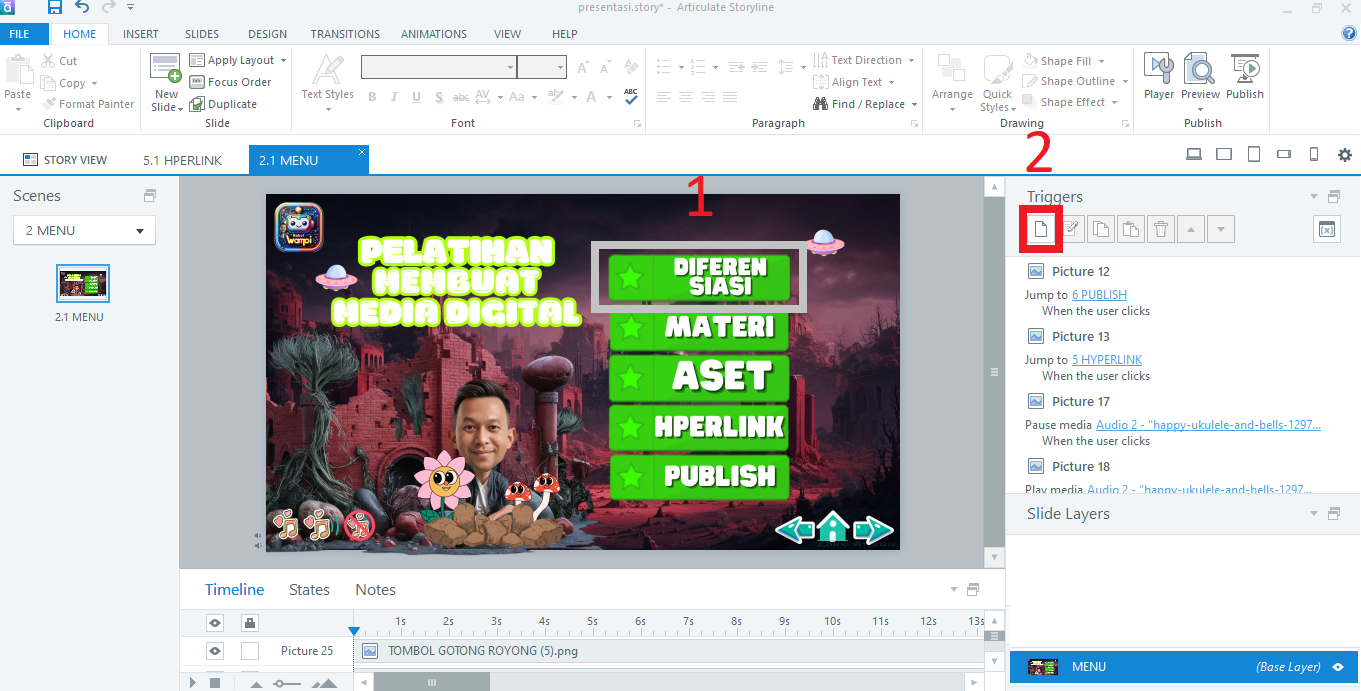 presentasi.story* - Articulate Storyline
FILE HOME INSERT SLIDES DESIGN TRANSITIONS ANIMATIONS VIEW HELP
Paste
Cut
Copy
Format Painter
Clipboard
New Slide
Apply Layout
Focus Order
Duplicate
Slide
Text Styles
B I U S abc AV Aa A
ABC
Font
Text Direction
Align Text
Find / Replace
Paragraph
Arrange
Quick Styles
Shape Fill
Shape Outline
Shape Effect
Drawing
Player
Preview
Publish
Publish
STORY VIEW
5.1 HPERLINK
2.1 MENU
Scenes
2 MENU
2.1 MENU
1
2
Robot
Wampi
PELATIHAN
MEMBUAT
MEDIA DIGITAL
DIFEREN
SIASI
MATERI
ASET
HPERLINK
PUBLISH
Triggers
Picture 12
Jump to 6 PUBLISH
When the user clicks
Picture 13
Jump to 5 HYPERLINK
When the user clicks
Picture 17
Pause media Audio 2 - "happy-ukulele-and-bells-1297...
When the user clicks
Picture 18
Play media Audio 2 - "happy-ukulele-and-bells-1297...
Slide Layers
MENU (Base Layer)
Timeline States Notes
1s 2s 3s 4s 5s 6s 7s 8s 9s 10s 11s 12s 13s
Picture 25
TOMBOL GOTONG ROYONG (5).png